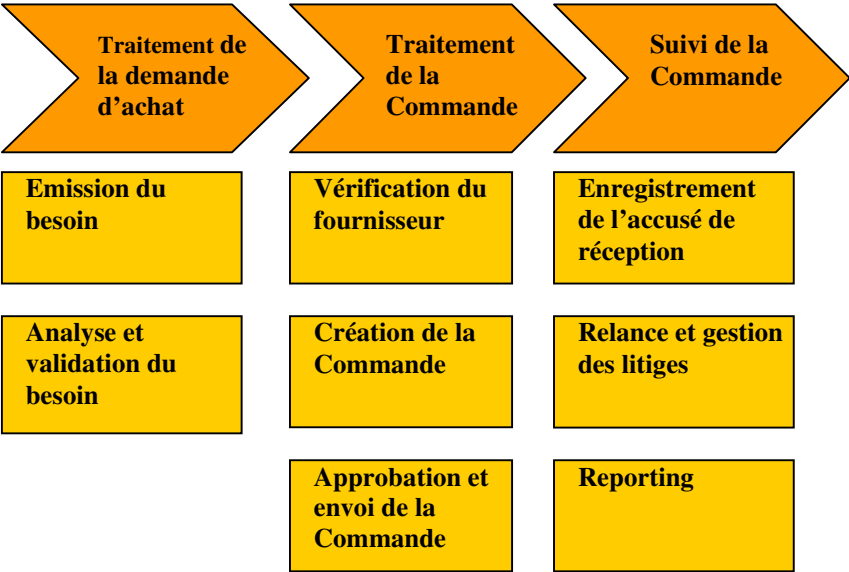 Traitement de
la demande
d'achat
Traitement
de la
Commande
Suivi de la
Commande
Emission du
besoin
Vérification du
fournisseur
Enregistrement
de l'accusé de
réception
Analyse et
validation du
besoin
Création de la
Commande
Relance et gestion
des litiges
Approbation et
envoi de la
Commande
Reporting